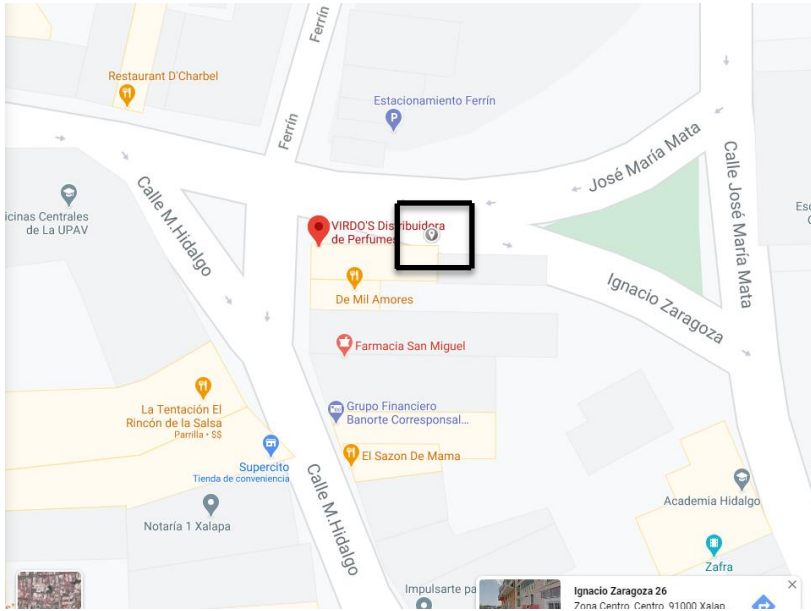 Ferrín
Restaurant D'Charbel
Estacionamiento Ferrín
P
Ferrín
José María Mata
Calle José María Mata
Calle M.Hidalgo
icinas Centrales
de La UPAV
Es
VIRDO'S Distribuidora
de Perfumes
De Mil Amores
Ignacio Zaragoza
Farmacia San Miguel
La Tentación El
Rincón de la Salsa
Parrilla • $$
Grupo Financiero
Banorte Corresponsal...
El Sazon De Mama
Supercito
Tienda de conveniencia
Calle M.Hidalgo
Academia Hidalgo
Notaría 1 Xalapa
Zafra
Impulsarte pa
Ignacio Zaragoza 26
Zona Centro, Centro, 91000 Xalap